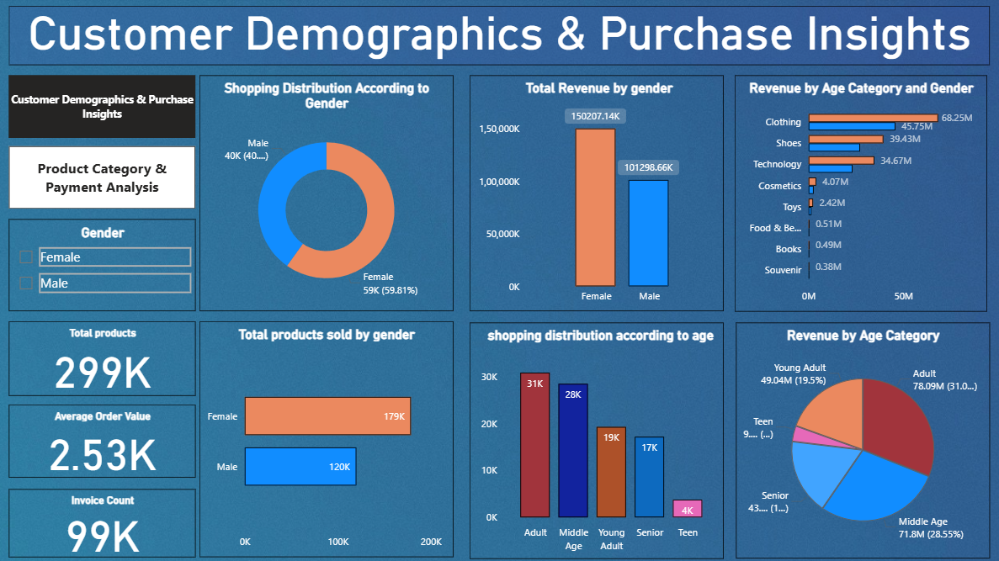 Customer Demographics & Purchase Insights
Customer Demographics & Purchase
Insights
Product Category &
Payment Analysis
Gender
Female
Male
Total products
299K
Average Order Value
2.53K
Invoice Count
99K
Shopping Distribution According to
Gender
Male
40K (40....)
Female
59K (59.81%)
Total Revenue by gender
150207.14K
101298.66K
1,50,000K
1,00,000K
50,000K
0K
Female Male
Revenue by Age Category and Gender
Clothing 68.25M
45.75M
Shoes 39.43M
Technology 34.67M
Cosmetics 4.07M
Toys 2.42M
Food & Be... 0.51M
Books 0.49M
Souvenir 0.38M
0M 50M
Total products sold by gender
Female 179K
Male 120K
0K 100K 200K
shopping distribution according to age
30K
20K
10K
0K
31K
28K
19K
17K
4K
Adult Middle Young Senior Teen
Age Adult
Revenue by Age Category
Young Adult
49.04M (19.5%)
Adult
78.09M (31.0...)
Teen
9.... (...)
Senior
43.... (1...)
Middle Age
71.8M (28.55%)